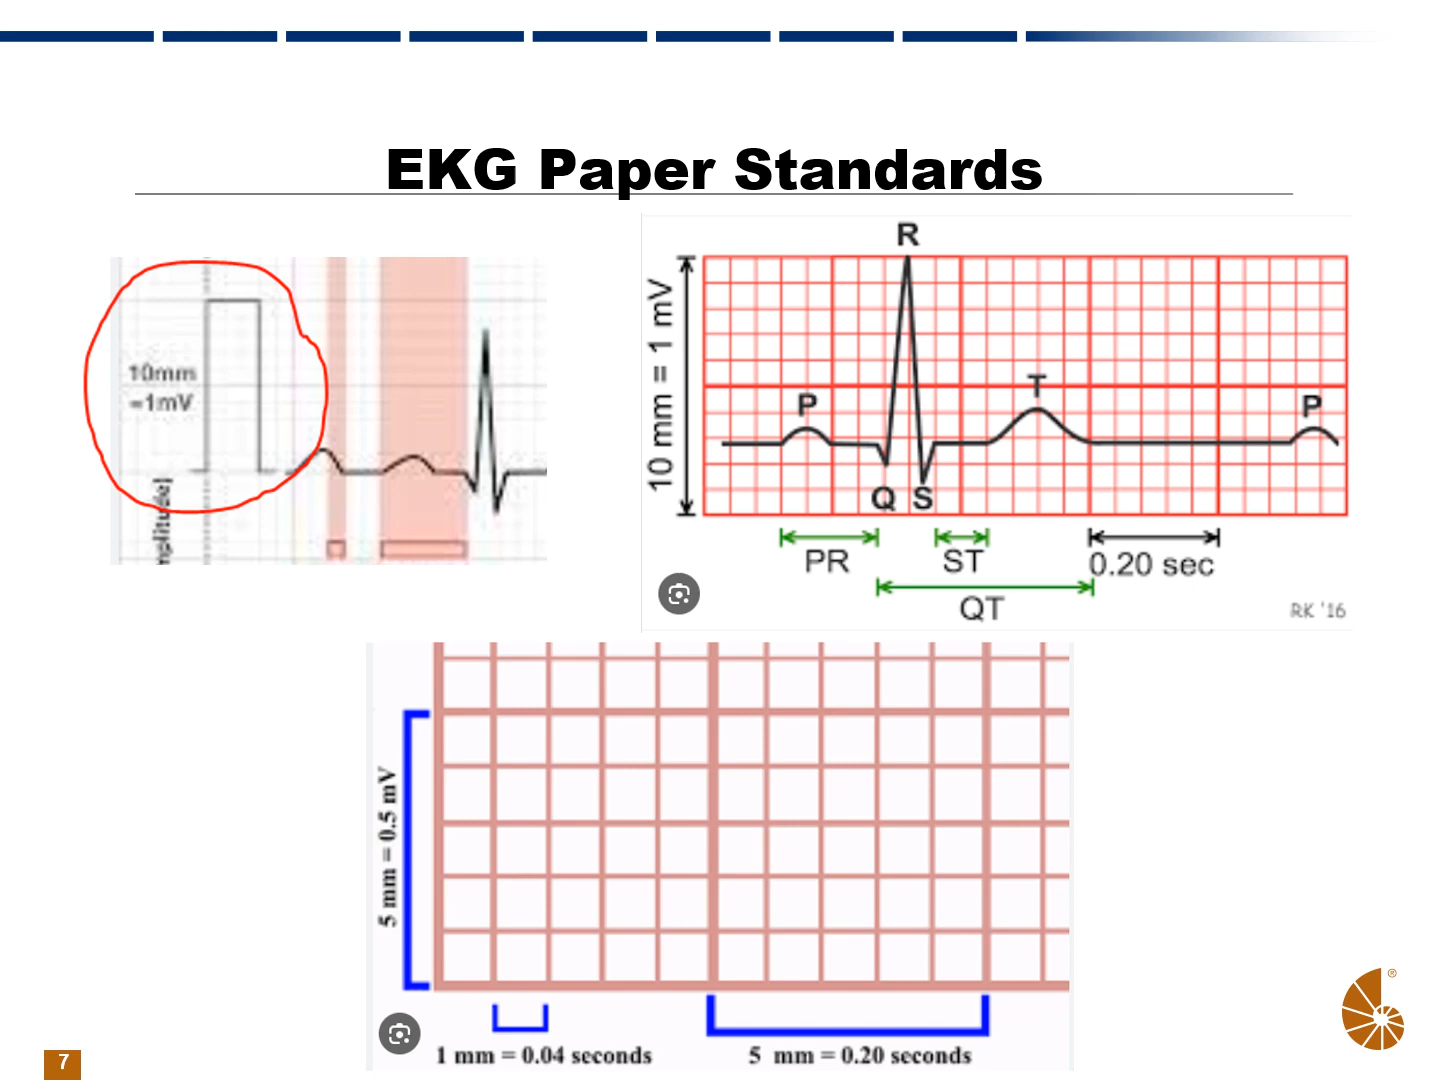 EKG Paper Standards
10mm
=1mV
mplitude]
R
10 mm = 1 mV
P
T
P
Q S
PR
ST
0.20 sec
QT
RK '16
5 mm = 0.5 mV
1 mm = 0.04 seconds
5 mm = 0.20 seconds
®
7